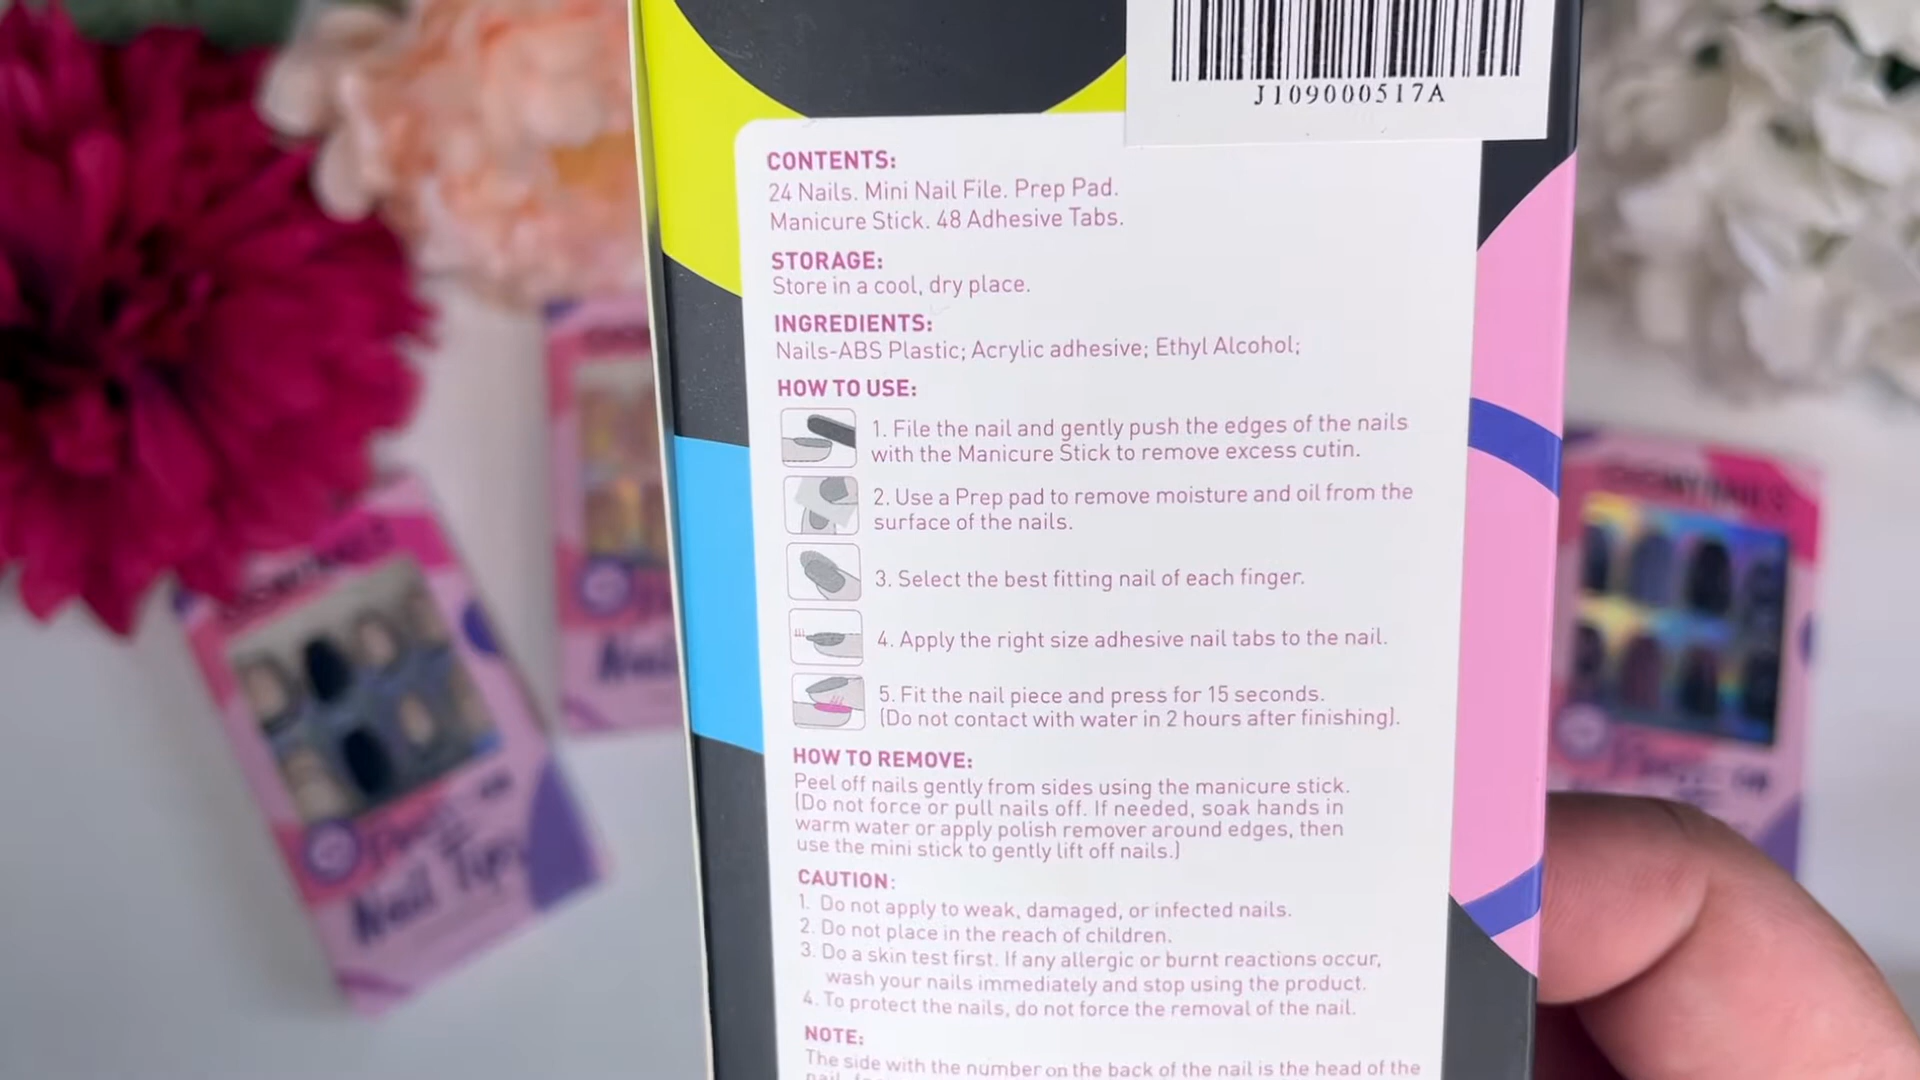 J109000517A
CONTENTS:
24 Nails. Mini Nail File. Prep Pad.
Manicure Stick. 48 Adhesive Tabs.
STORAGE:
Store in a cool, dry place.
INGREDIENTS:
Nails-ABS Plastic; Acrylic adhesive; Ethyl Alcohol;
HOW TO USE:
1. File the nail and gently push the edges of the nails
with the Manicure Stick to remove excess cutin.
2. Use a Prep pad to remove moisture and oil from the
surface of the nails.
3. Select the best fitting nail of each finger.
4. Apply the right size adhesive nail tabs to the nail.
5. Fit the nail piece and press for 15 seconds.
(Do not contact with water in 2 hours after finishing).
HOW TO REMOVE:
Peel off nails gently from sides using the manicure stick.
(Do not force or pull nails off. If needed, soak hands in
warm water or apply polish remover around edges, then
use the mini stick to gently lift off nails.)
CAUTION:
1. Do not apply to weak, damaged, or infected nails.
2. Do not place in the reach of children.
3. Do a skin test first. If any allergic or burnt reactions occur,
wash your nails immediately and stop using the product.
4. To protect the nails, do not force the removal of the nail.
NOTE:
The side with the number on the back of the nail is the head of the
Nail Tips